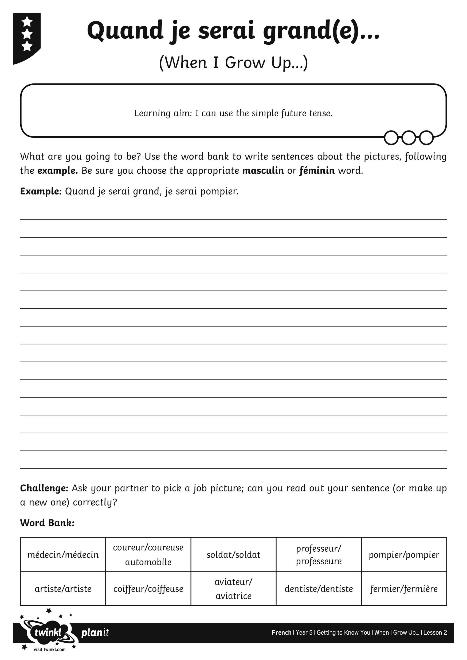 Quand je serai grand(e)...
(When I Grow Up...)
Learning aim: I can use the simple future tense.
What are you going to be? Use the word bank to write sentences about the pictures, following
the example. Be sure you choose the appropriate masculin or féminin word.
Example: Quand je serai grand, je serai pompier.
Challenge: Ask your partner to pick a job picture; can you read out your sentence (or make up
a new one) correctly?
Word Bank:
médecin/médecin
coureur/coureuse
automobile
soldat/soldat
professeur/
professeure
pompier/pompier
artiste/artiste
coiffeur/coiffeuse
aviateur/
aviatrice
dentiste/dentiste
fermier/fermière
twinkl planit
visit twinkl.com
French | Year 5 | Getting to Know You | When I Grow Up... | Lesson 2